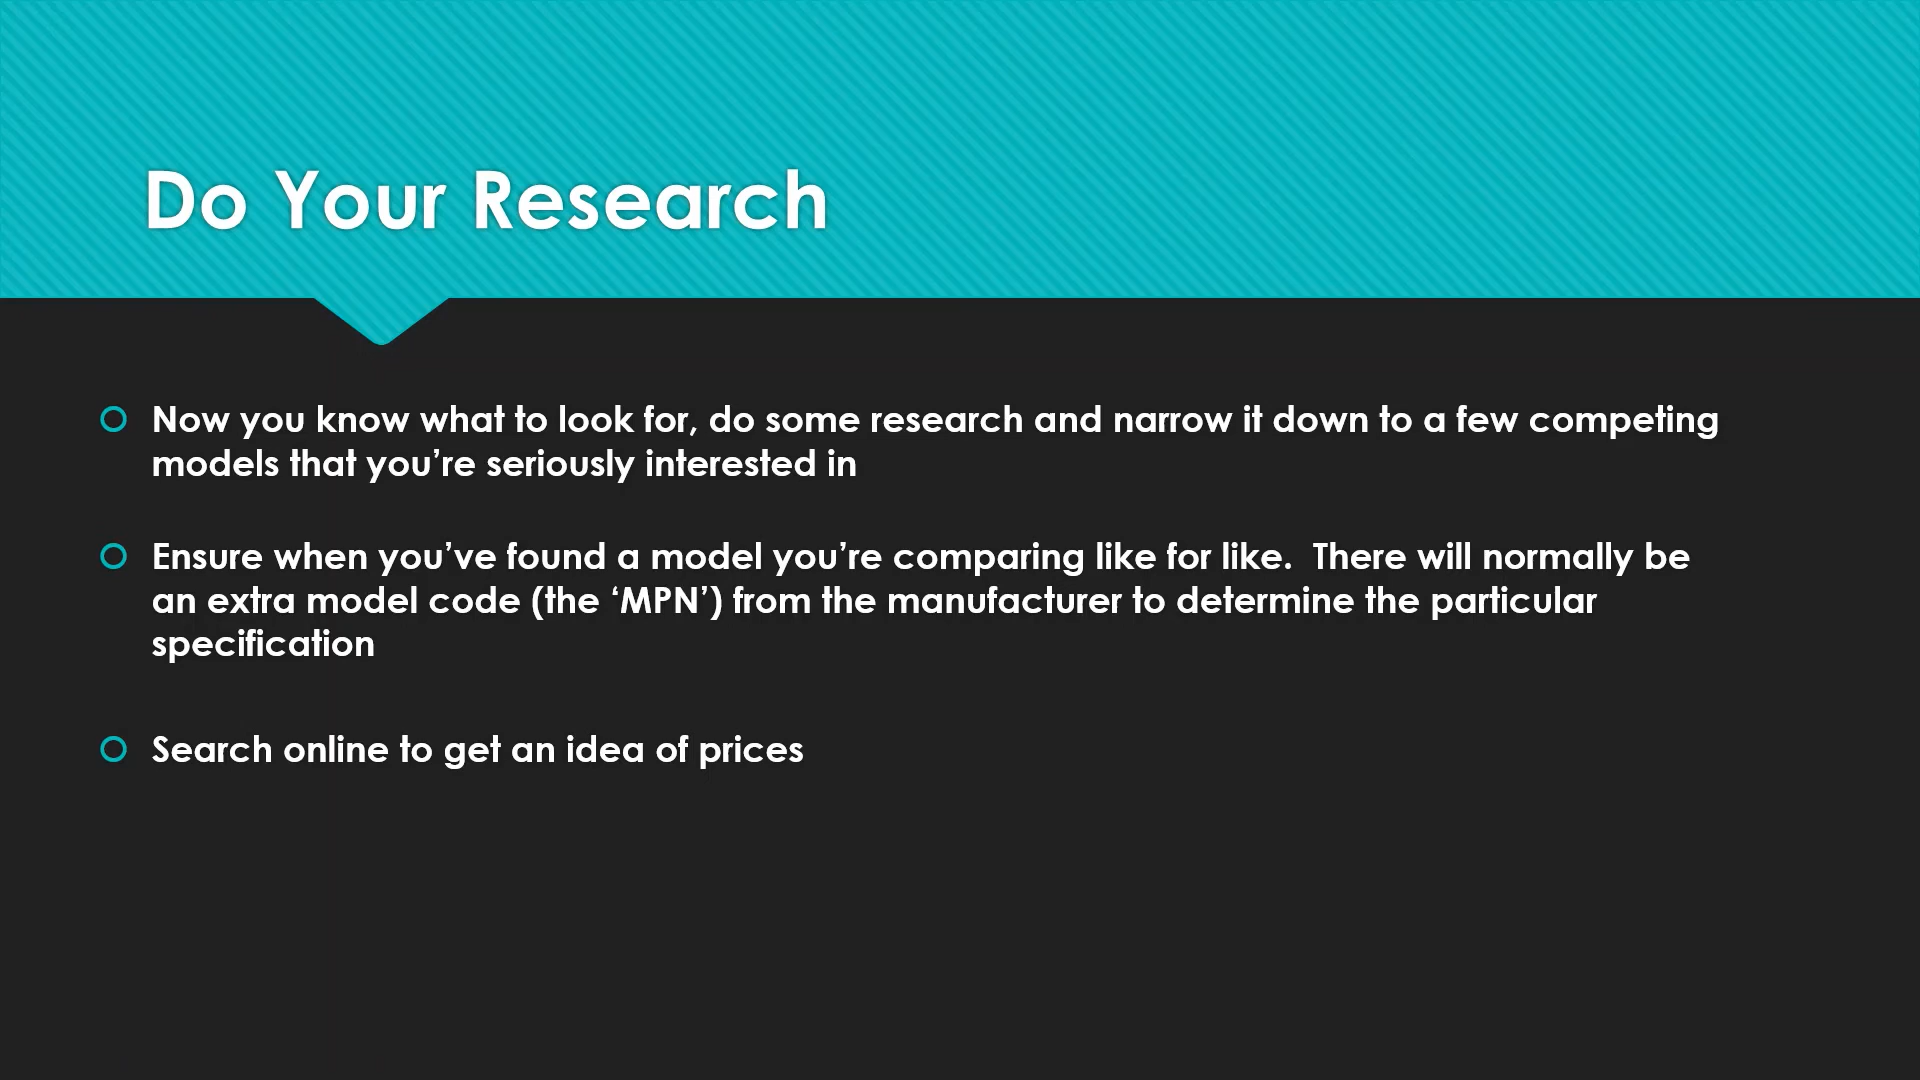 Do Your Research
Now you know what to look for, do some research and narrow it down to a few competing
models that you’re seriously interested in
Ensure when you’ve found a model you’re comparing like for like.  There will normally be
an extra model code (the ‘MPN’) from the manufacturer to determine the particular
specification
Search online to get an idea of prices